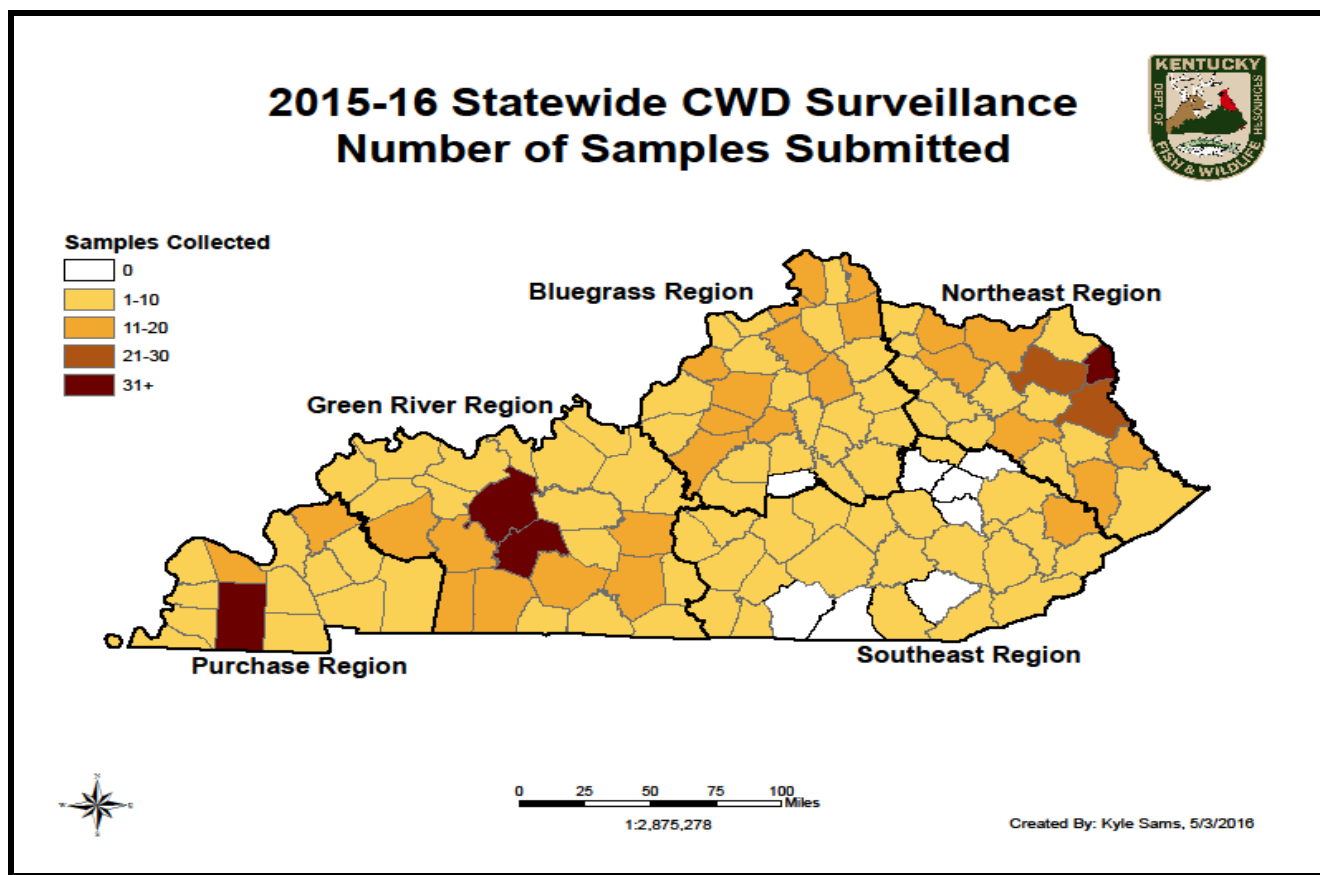 2015-16 Statewide CWD Surveillance
Number of Samples Submitted
KENTUCKY
DEPT. OF
FISH & WILDLIFE
RESOURCES
Samples Collected
0
1-10
11-20
21-30
31+
Bluegrass Region
Northeast Region
Green River Region
Purchase Region
Southeast Region
N
W
E
S
0 25 50 75 100
Miles
1:2,875,278
Created By: Kyle Sams, 5/3/2016